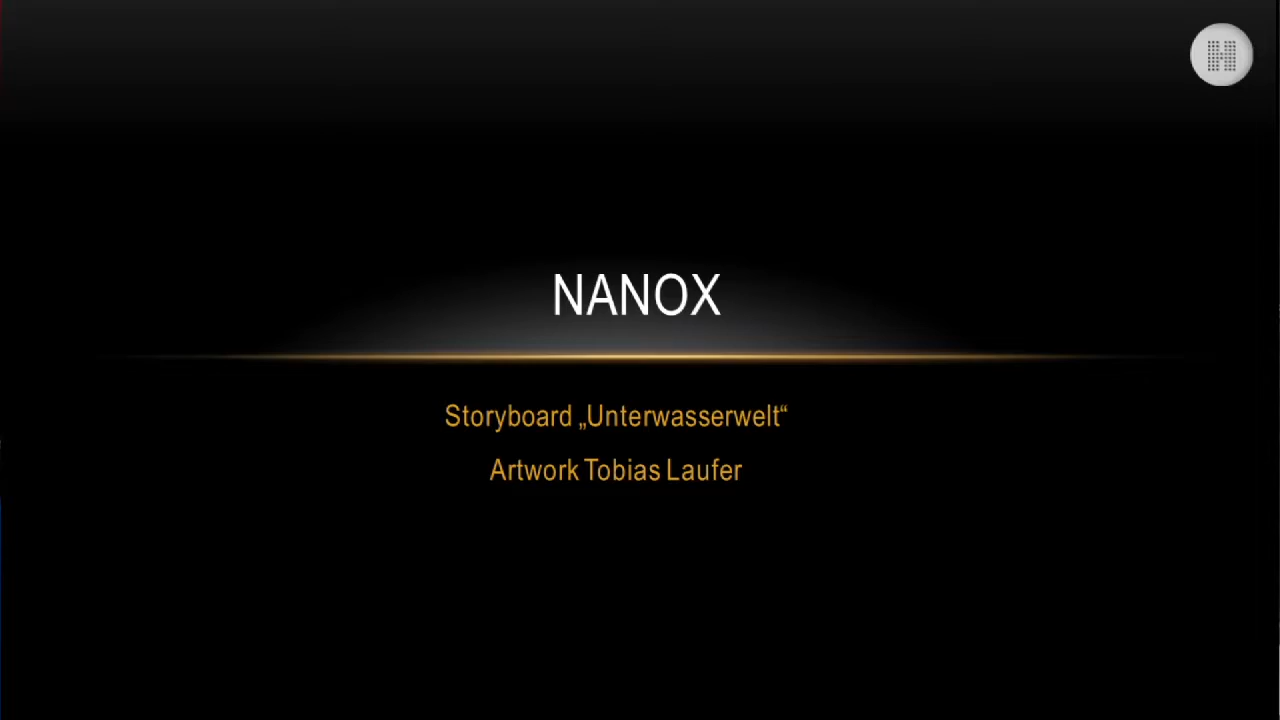 H
NANOX
Storyboard „Unterwasserwelt“
Artwork Tobias Laufer